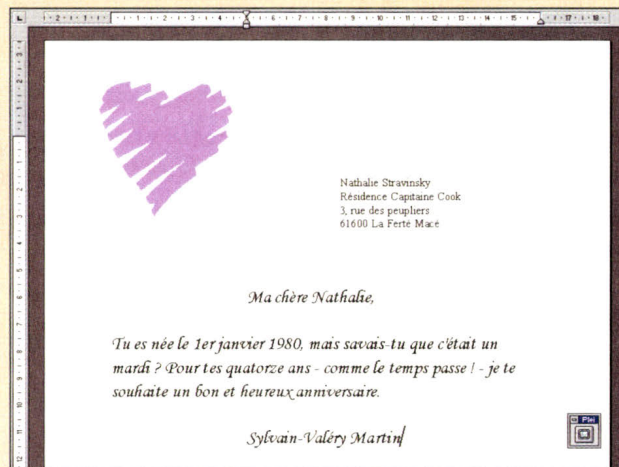 Nathalie Stravinsky
Résidence Capitaine Cook
3, rue des peupliers
61600 La Ferté Macé
Ma chère Nathalie,
Tu es née le 1er janvier 1980, mais savais-tu que c'était un
mardi ? Pour tes quatorze ans - comme le temps passe ! - je te
souhaite un bon et heureux anniversaire.
Sylvain-Valéry Martin
Plei